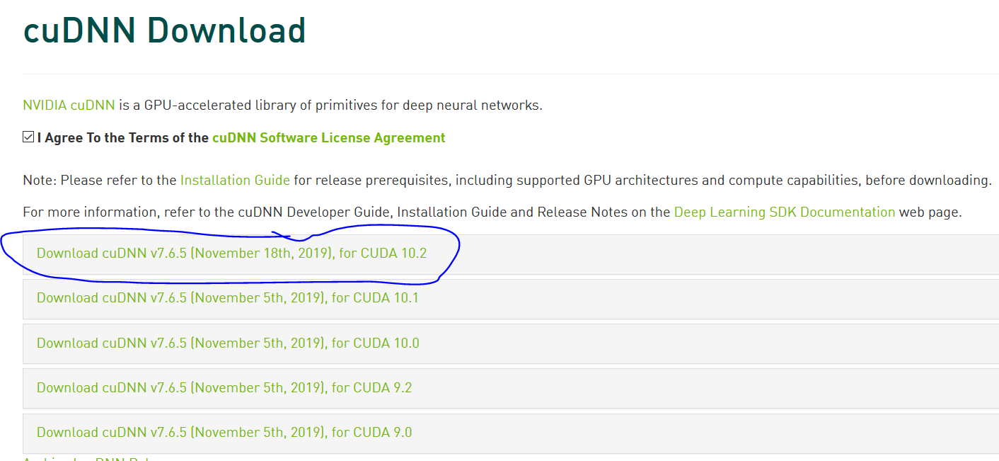 cuDNN Download
NVIDIA cuDNN is a GPU-accelerated library of primitives for deep neural networks.
I Agree To the Terms of the cuDNN Software License Agreement
Note: Please refer to the Installation Guide for release prerequisites, including supported GPU architectures and compute capabilities, before downloading.
For more information, refer to the cuDNN Developer Guide, Installation Guide and Release Notes on the Deep Learning SDK Documentation web page.
Download cuDNN v7.6.5 (November 18th, 2019), for CUDA 10.2
Download cuDNN v7.6.5 (November 5th, 2019), for CUDA 10.1
Download cuDNN v7.6.5 (November 5th, 2019), for CUDA 10.0
Download cuDNN v7.6.5 (November 5th, 2019), for CUDA 9.2
Download cuDNN v7.6.5 (November 5th, 2019), for CUDA 9.0